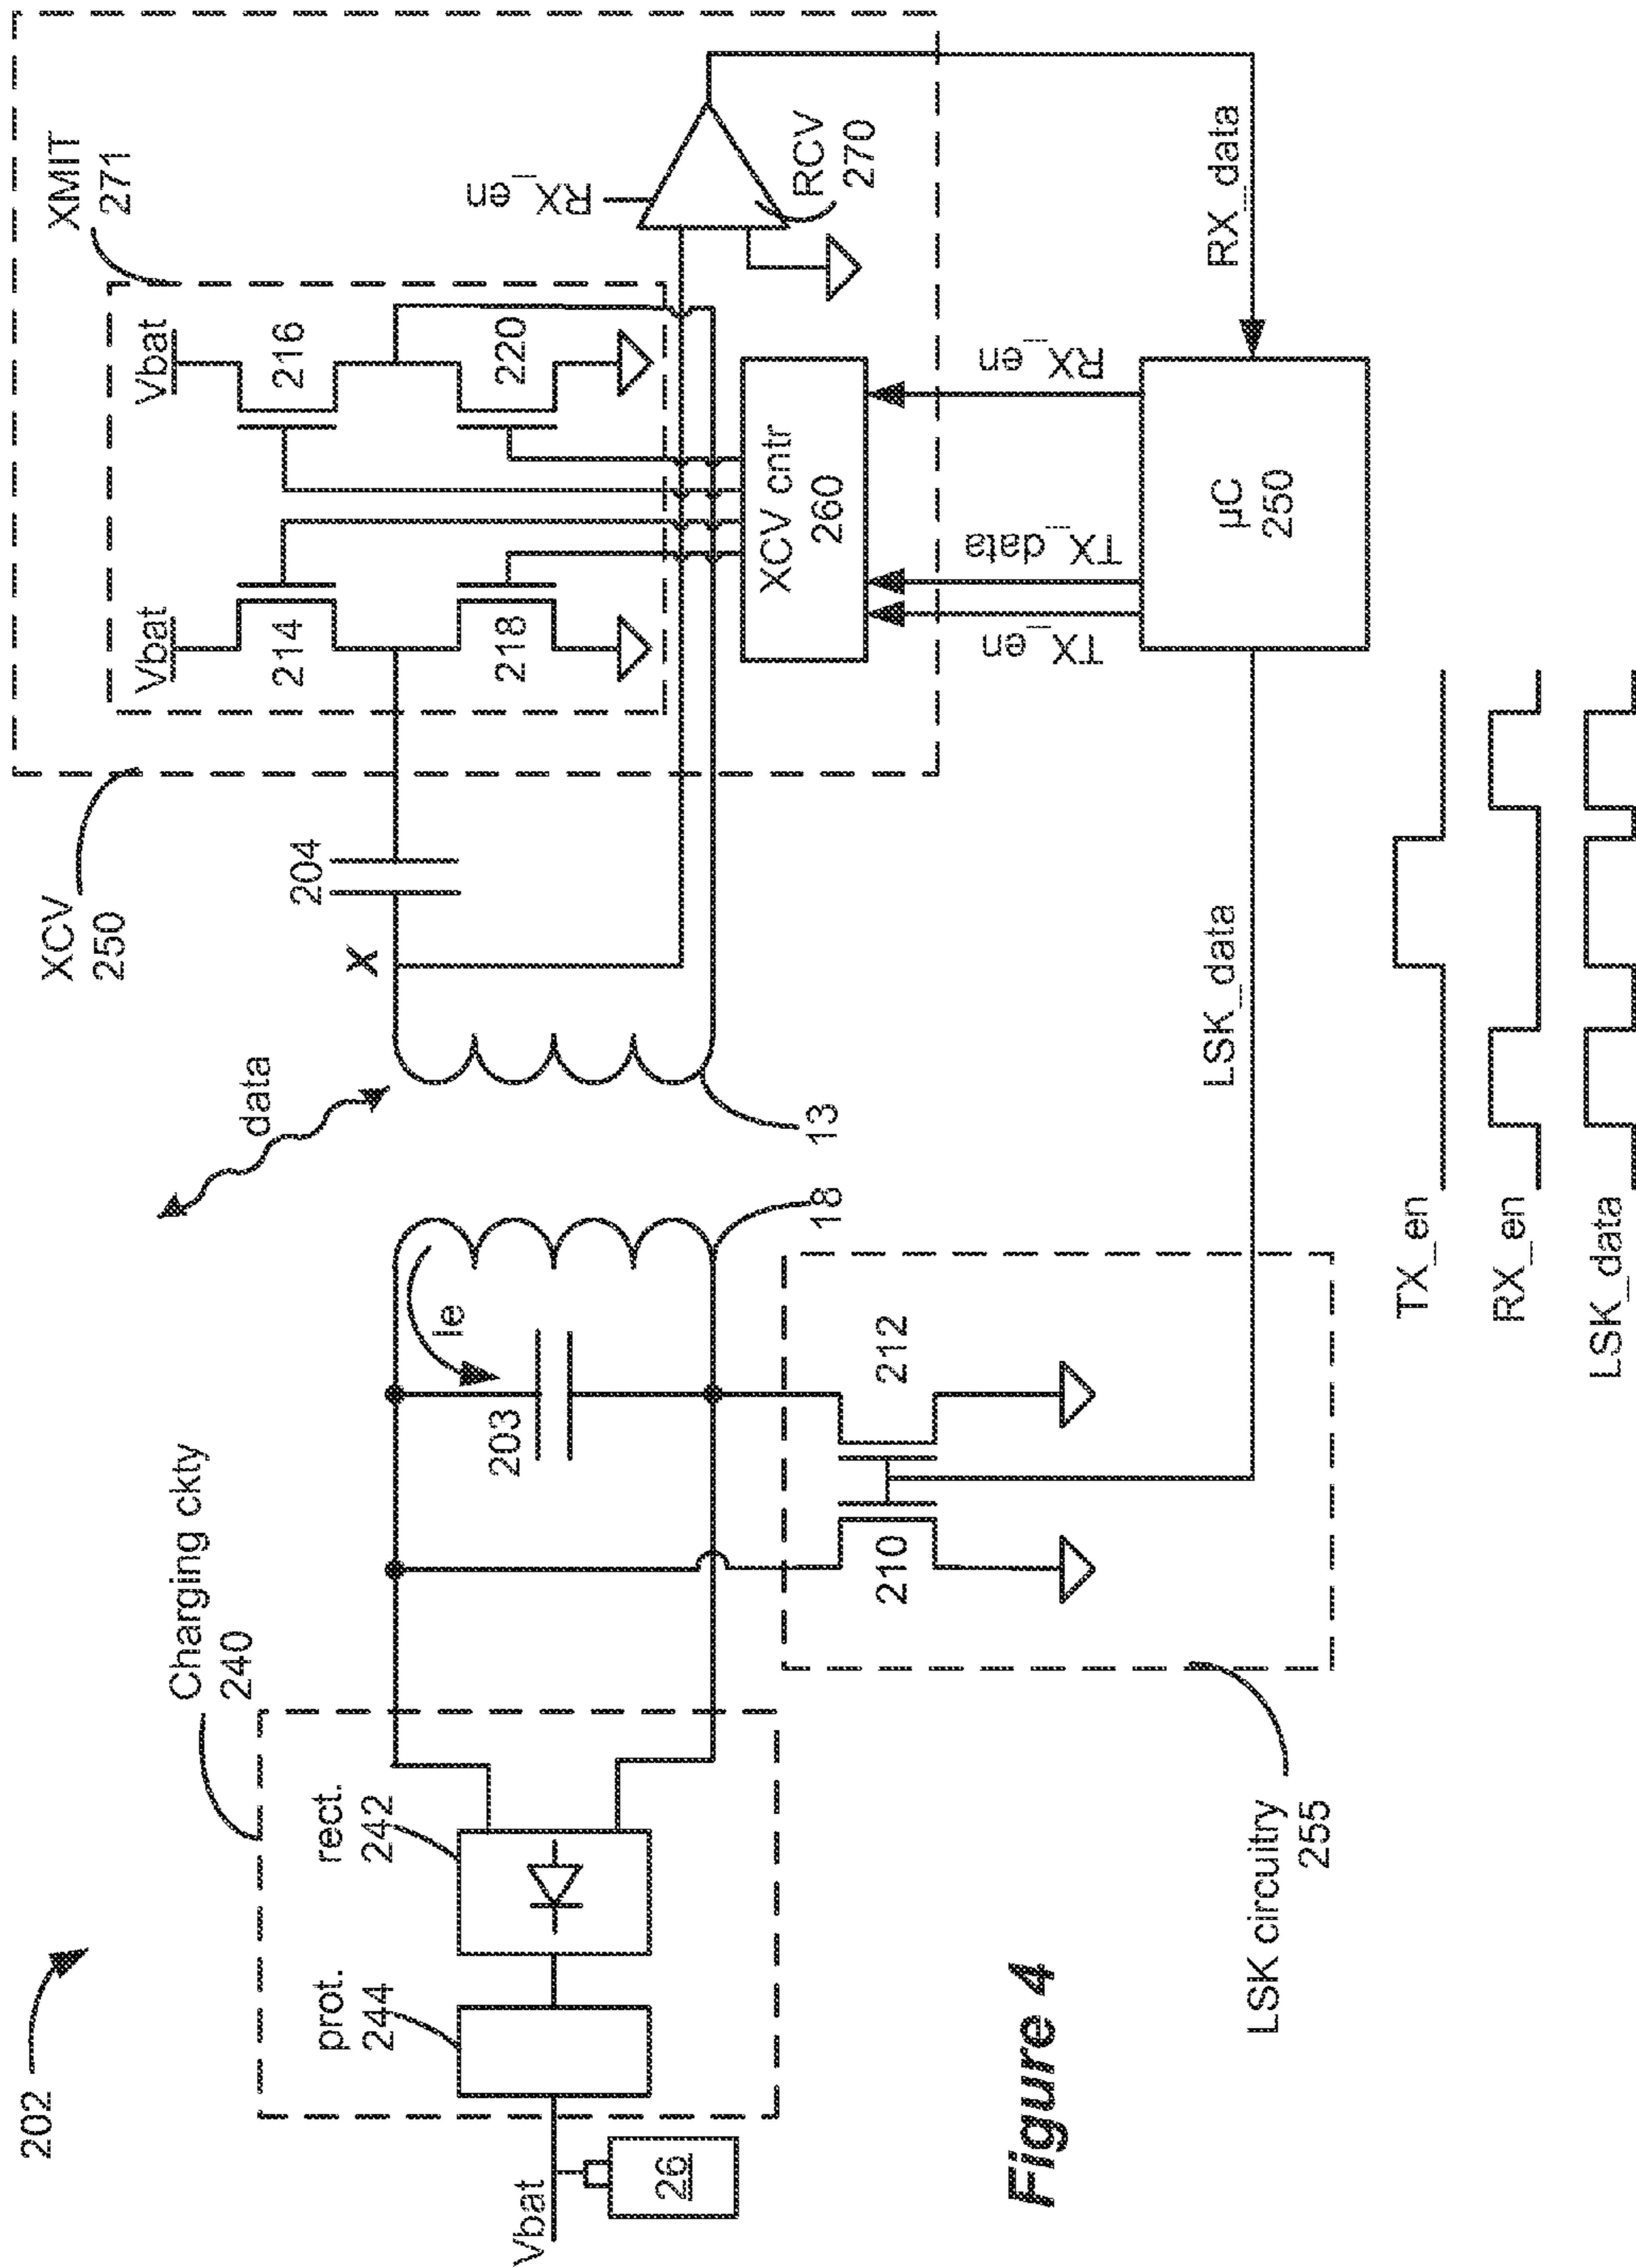 202
Charging ckty
240
prot.
244
rect.
242
Vbat
26
Ie
203
18
210
212
LSK circuitry
255
data
13
X
204
XCV
250
XMIT
271
Vbat
Vbat
214
216
218
220
RX_en
RCV
270
XCV cntr
260
TX_en
TX_data
RX_en
RX_data
µC
250
LSK_data
TX_en
RX_en
LSK_data
Figure 4